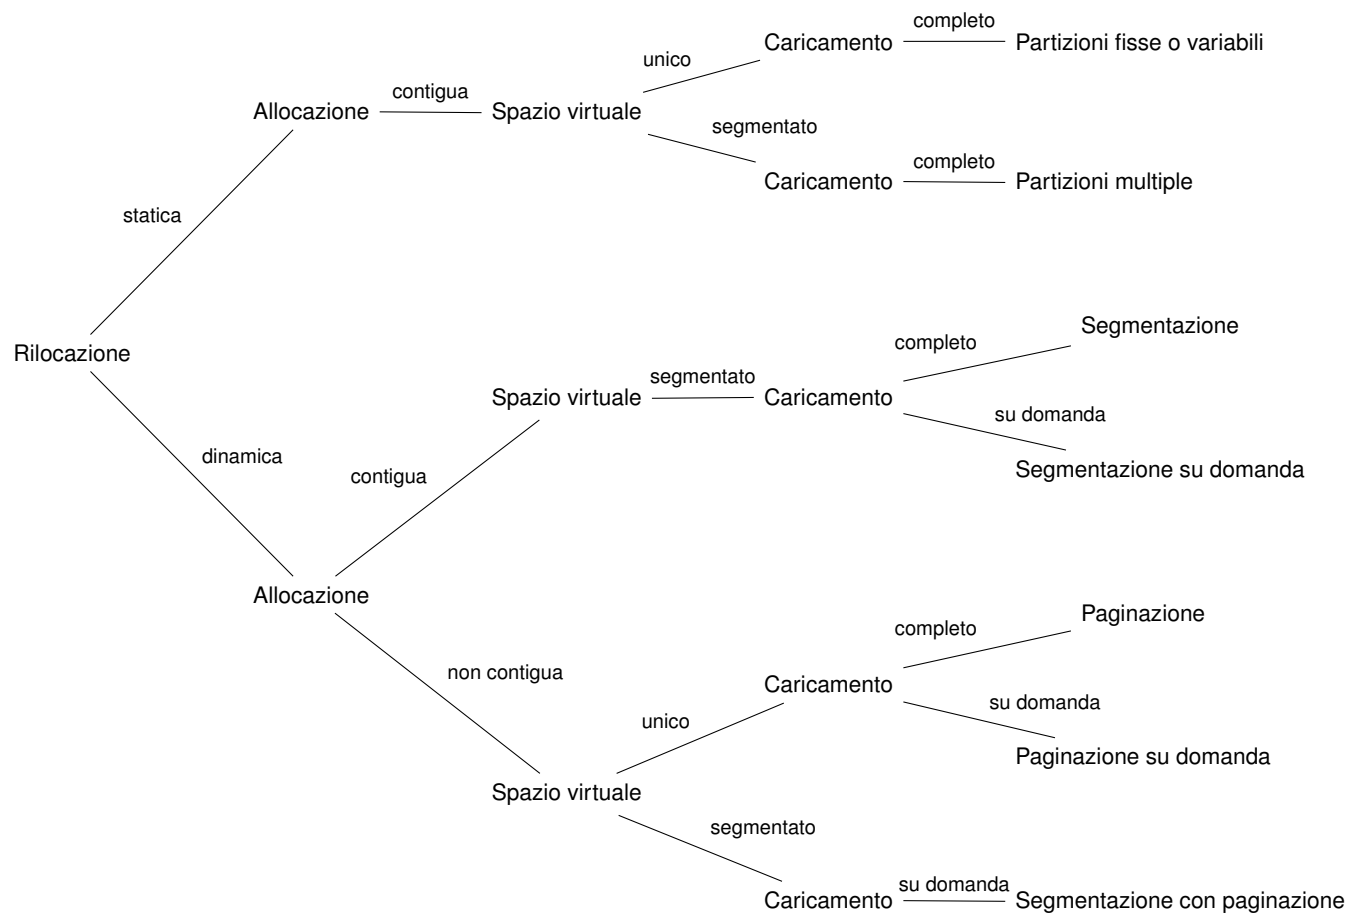 completo
Caricamento
Partizioni fisse o variabili
unico
contigua
Allocazione
Spazio virtuale
segmentato
completo
Caricamento
Partizioni multiple
statica
Rilocazione
Segmentazione
completo
segmentato
Spazio virtuale
Caricamento
su domanda
dinamica
contigua
Segmentazione su domanda
Allocazione
Paginazione
completo
non contigua
Caricamento
su domanda
unico
Paginazione su domanda
Spazio virtuale
segmentato
su domanda
Caricamento
Segmentazione con paginazione